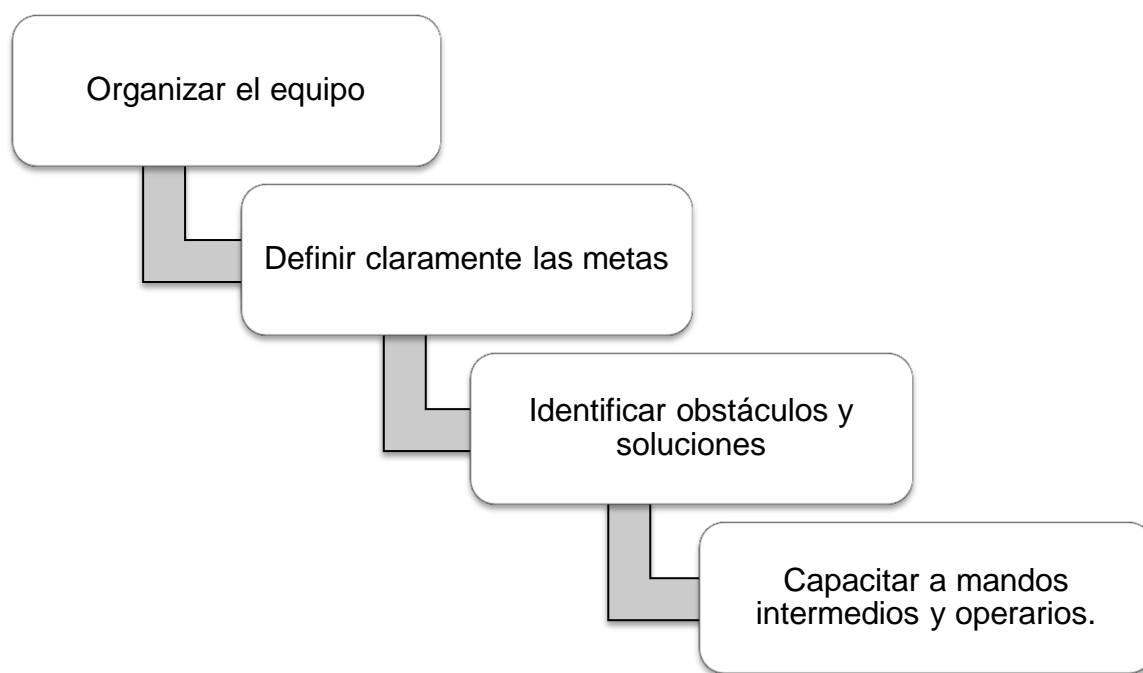 Organizar el equipo
Definir claramente las metas
Identificar obstáculos y
soluciones
Capacitar a mandos
intermedios y operarios.